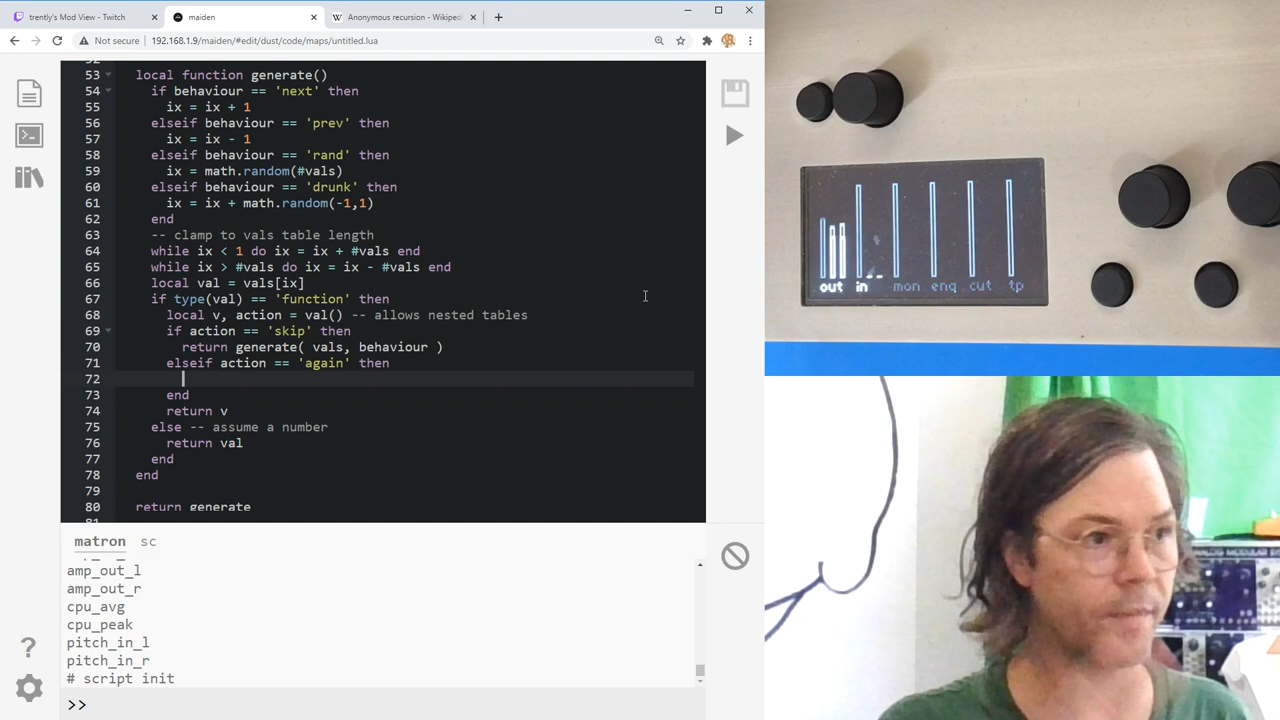 trently's Mod View - Twitch
maiden
Anonymous recursion - Wikiped
Not secure
192.168.1.9/maiden/#edit/dust/code/maps/untitled.lua
53 local function generate()
54 if behaviour == 'next' then
55 ix = ix + 1
56 elseif behaviour == 'prev' then
57 ix = ix - 1
58 elseif behaviour == 'rand' then
59 ix = math.random(#vals)
60 elseif behaviour == 'drunk' then
61 ix = ix + math.random(-1,1)
62 end
63 -- clamp to vals table length
64 while ix < 1 do ix = ix + #vals end
65 while ix > #vals do ix = ix - #vals end
66 local val = vals[ix]
67 if type(val) == 'function' then
68 local v, action = val() -- allows nested tables
69 if action == 'skip' then
70 return generate( vals, behaviour )
71 elseif action == 'again' then
72
73 end
74 return v
75 else -- assume a number
76 return val
77 end
78 end
79
80 return generate
matron sc
amp_out_l
amp_out_r
cpu_avg
cpu_peak
pitch_in_l
pitch_in_r
# script init
>>
out in mon eng cut tp